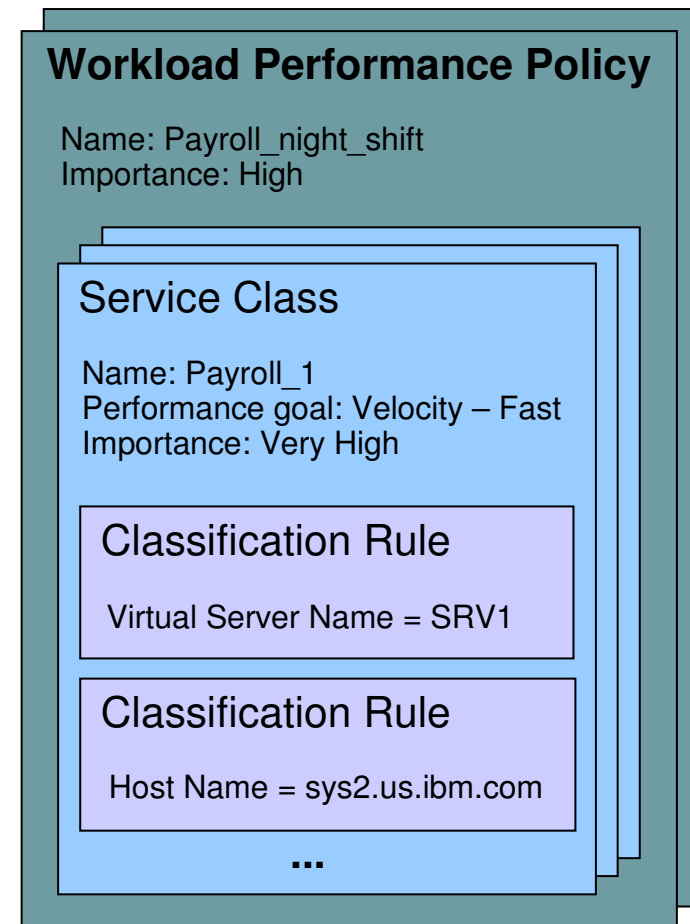 Workload Performance Policy
Name: Payroll_night_shift
Importance: High
Service Class
Name: Payroll_1
Performance goal: Velocity – Fast
Importance: Very High
Classification Rule
Virtual Server Name = SRV1
Classification Rule
Host Name = sys2.us.ibm.com
...